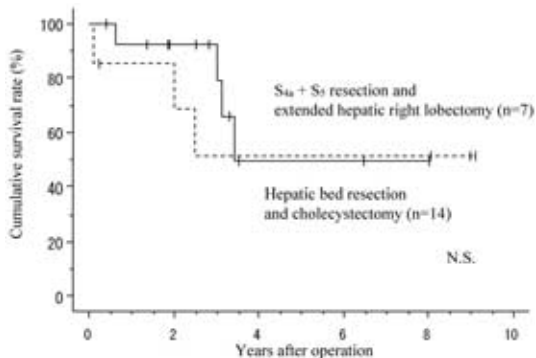 Cumulative survival rate (%)
100
80
60
40
20
0
S4a + S5 resection and
extended hepatic right lobectomy (n=7)
Hepatic bed resection
and cholecystectomy (n=14)
N.S.
0 2 4 6 8 10
Years after operation